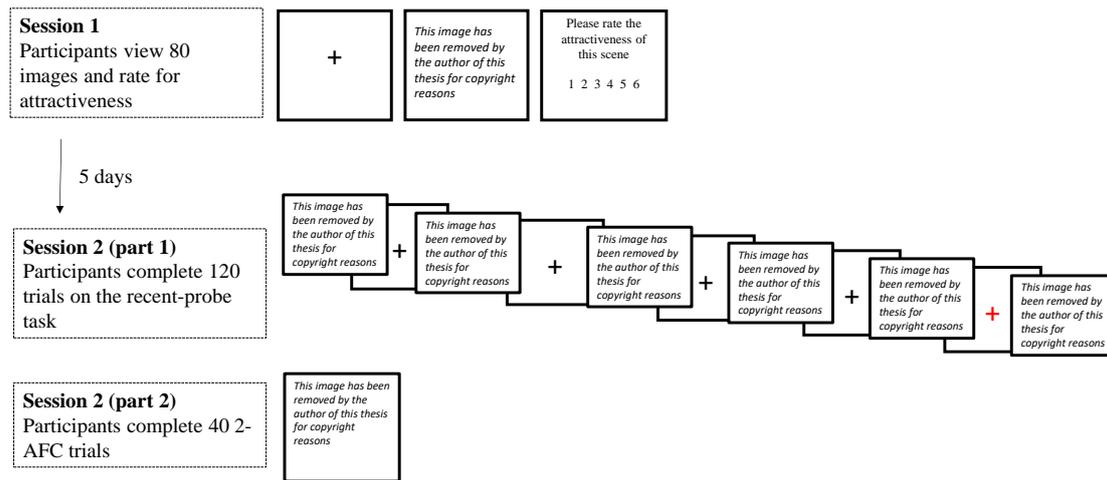 Session 1
Participants view 80
images and rate for
attractiveness
+
This image has
been removed by
the author of this
thesis for copyright
reasons
Please rate the
attractiveness of
this scene
1 2 3 4 5 6
5 days
Session 2 (part 1)
Participants complete 120
trials on the recent-probe
task
This image has
been removed by
the author of this
thesis for
copyright reasons
+
This image has
been removed by
the author of this
thesis for
copyright reasons
+
This image has
been removed by
the author of this
thesis for
copyright reasons
+
This image has
been removed by
the author of this
thesis for
copyright reasons
+
This image has
been removed by
the author of this
thesis for
copyright reasons
+
This image has
been removed by
the author of this
thesis for
copyright reasons
Session 2 (part 2)
Participants complete 40 2-
AFC trials
This image has been
removed by the
author of this thesis
for copyright
reasons